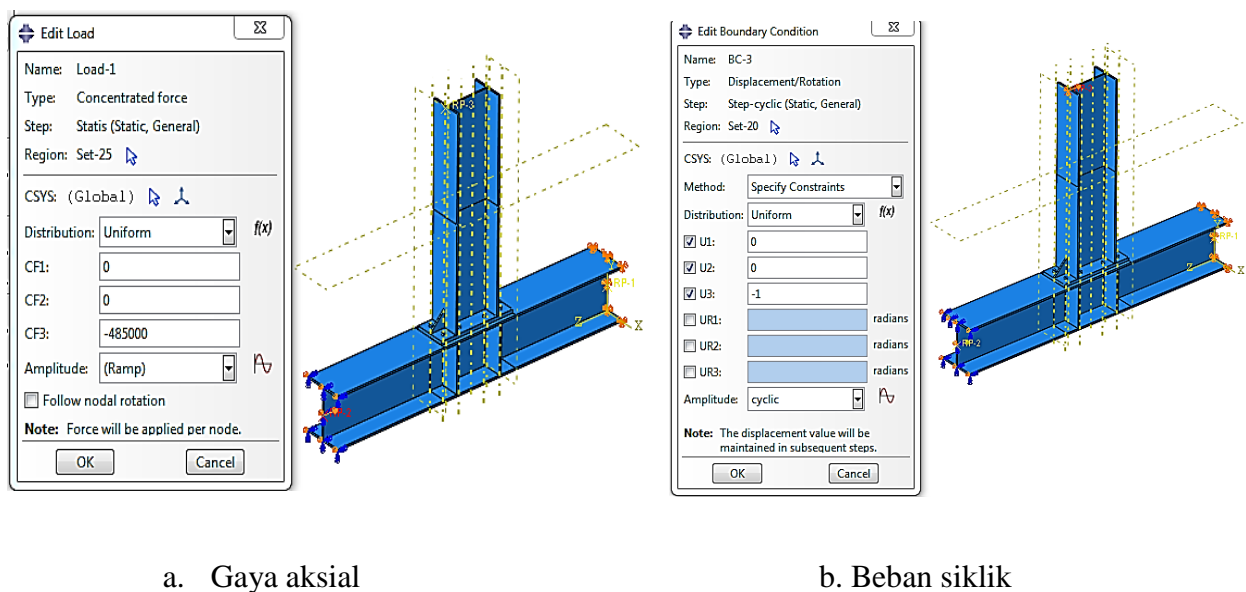 Edit Load
Name: Load-1
Type: Concentrated force
Step: Statis (Static, General)
Region: Set-25
CSYS: (Global)
Distribution: Uniform f(x)
CF1: 0
CF2: 0
CF3: -485000
Amplitude: (Ramp)
Follow nodal rotation
Note: Force will be applied per node.
OK Cancel
RP-3
RP-1
Y
Z
X
Edit Boundary Condition
Name: BC-3
Type: Displacement/Rotation
Step: Step-cyclic (Static, General)
Region: Set-20
CSYS: (Global)
Method: Specify Constraints
Distribution: Uniform f(x)
U1: 0
U2: 0
U3: -1
UR1: radians
UR2: radians
UR3: radians
Amplitude: cyclic
Note: The displacement value will be
maintained in subsequent steps.
OK Cancel
RP-1
Z
X
RP-2
a. Gaya aksial
b. Beban siklik